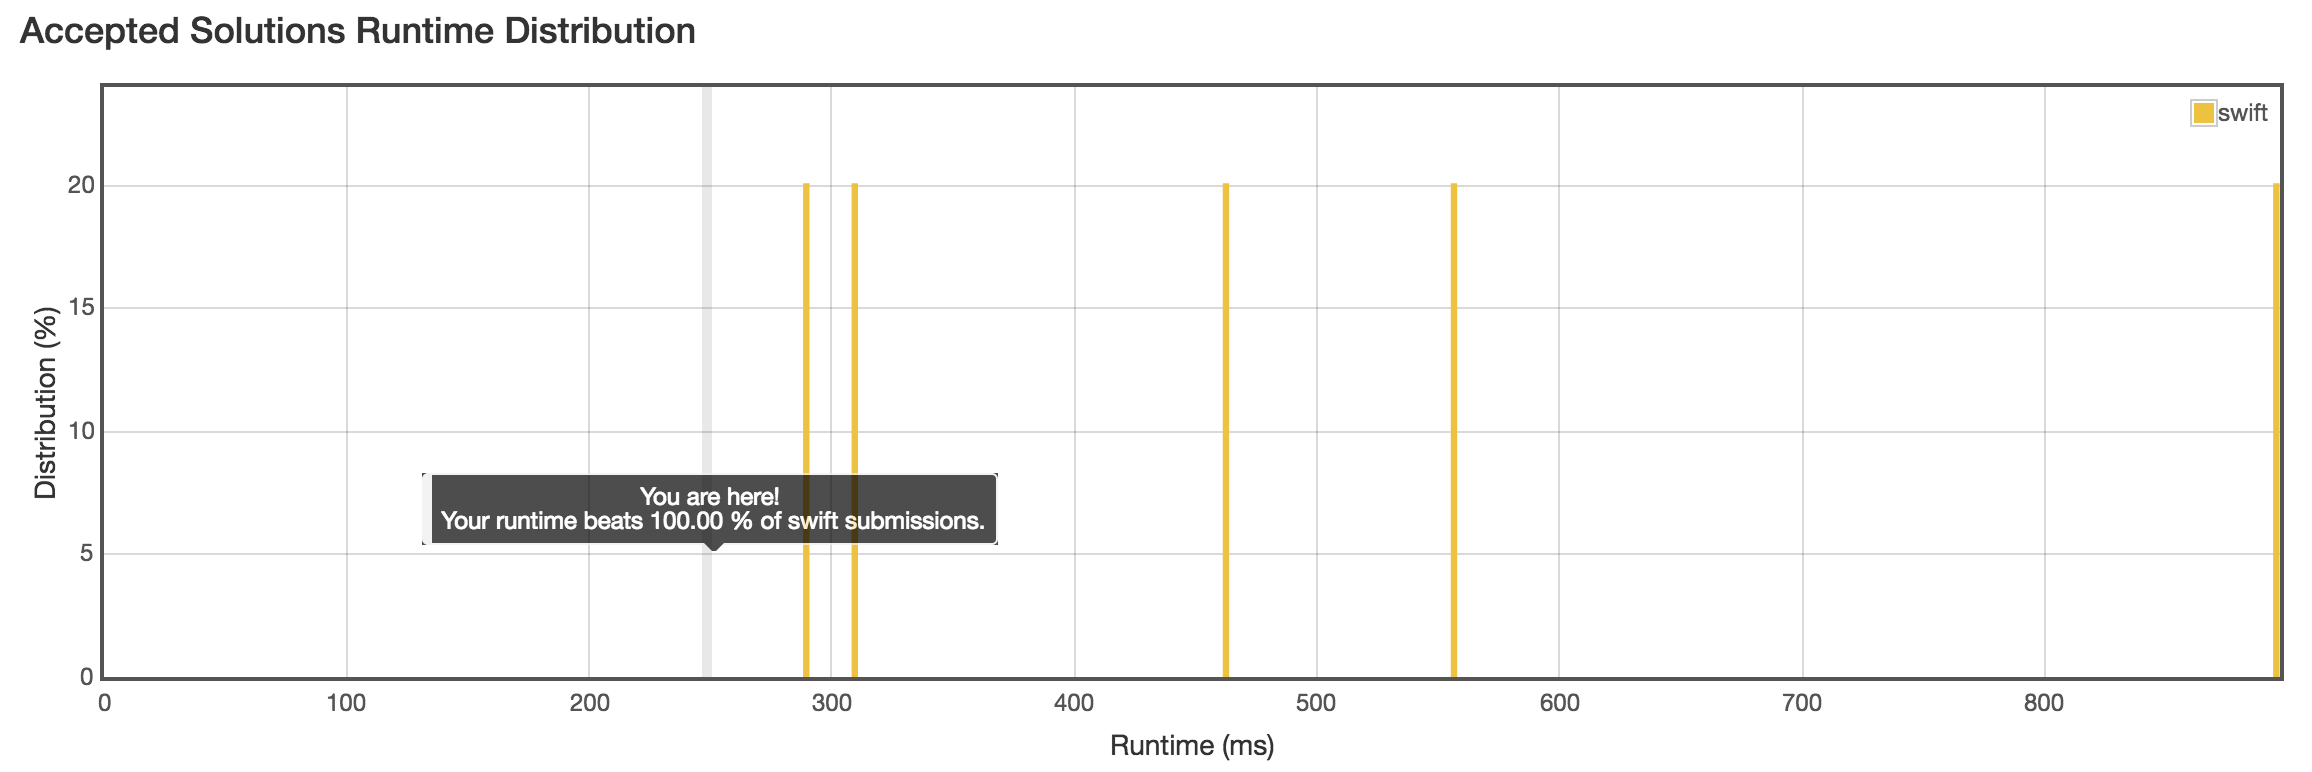 Accepted Solutions Runtime Distribution
swift
20
15
10
5
0
Distribution (%)
You are here!
Your runtime beats 100.00 % of swift submissions.
0 100 200 300 400 500 600 700 800
Runtime (ms)